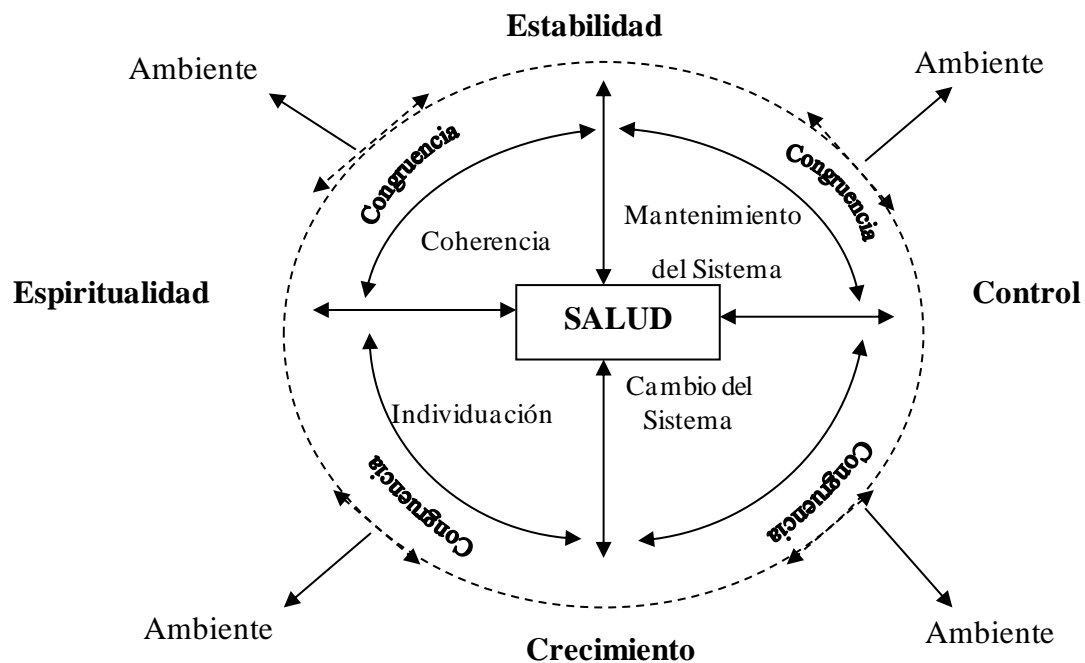 Estabilidad
Ambiente
Ambiente
Congruencia
Congruencia
Coherencia
Mantenimiento
del Sistema
Espiritualidad
SALUD
Control
Individuación
Cambio del
Sistema
Congruencia
Congruencia
Ambiente
Crecimiento
Ambiente